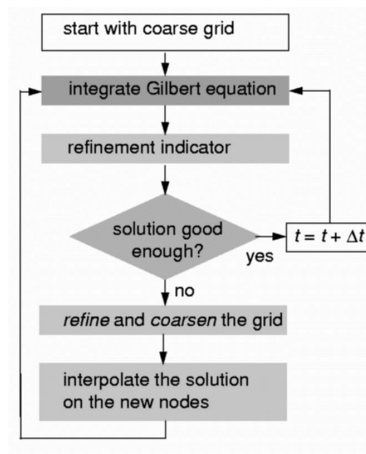 start with coarse grid
integrate Gilbert equation
refinement indicator
solution good
enough?
yes
t = t + Δt
no
refine and coarsen the grid
interpolate the solution
on the new nodes